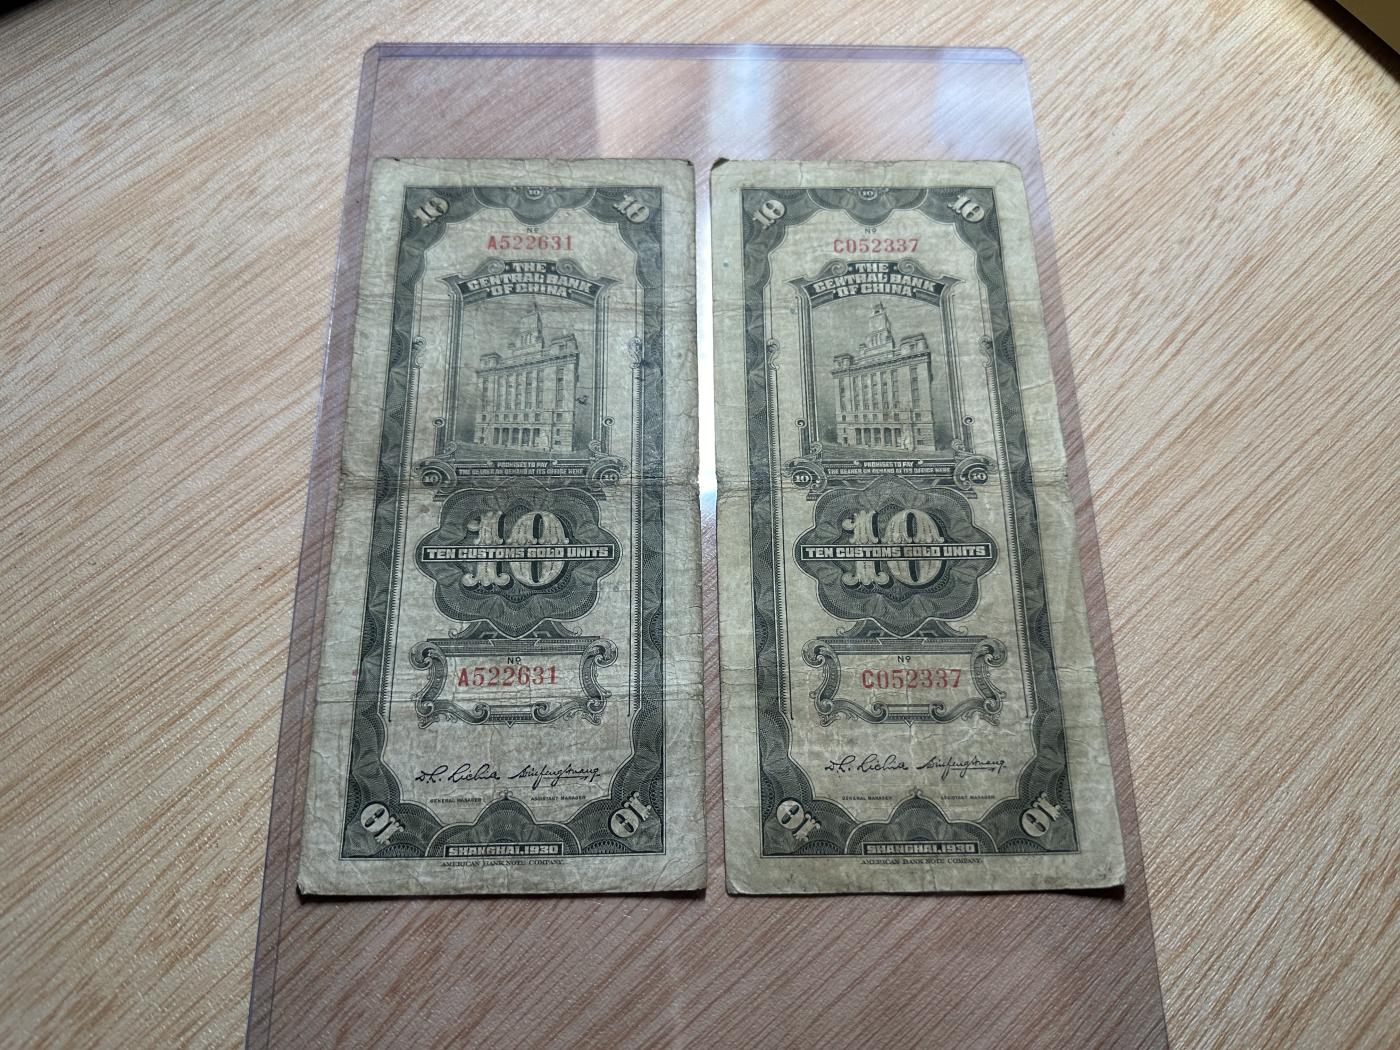 10 10 10
Nº
A522631
THE
CENTRAL BANK
OF CHINA
PROMISES TO PAY
THE BEARER ON DEMAND AT ITS OFFICE HERE
10 10
10
TEN CUSTOMS GOLD UNITS
Nº
A522631
GENERAL MANAGER ASSISTANT MANAGER
10 10
SHANGHAI, 1930
AMERICAN BANK NOTE COMPANY.
10 10 10
Nº
C052337
THE
CENTRAL BANK
OF CHINA
PROMISES TO PAY
THE BEARER ON DEMAND AT ITS OFFICE HERE
10 10
10
TEN CUSTOMS GOLD UNITS
Nº
C052337
GENERAL MANAGER ASSISTANT MANAGER
10 10
SHANGHAI, 1930
AMERICAN BANK NOTE COMPANY.